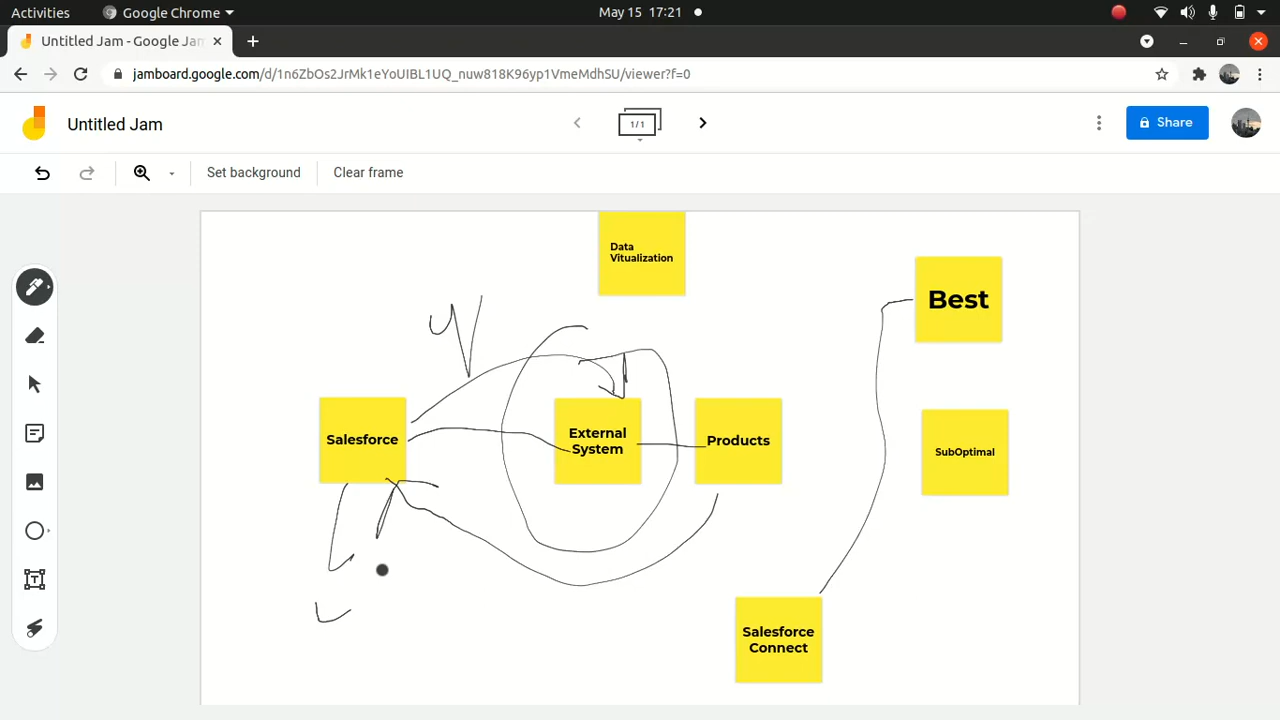 Activities
Google Chrome
May 15 17:21
Untitled Jam - Google Jam
jamboard.google.com/d/1n6ZbOs2JrMk1eYoUIBL1UQ_nuw818K96yp1VmeMdhSU/viewer?f=0
Untitled Jam
1/1
Share
Set background
Clear frame
Data
Vitualization
Best
Salesforce
External
System
Products
SubOptimal
Salesforce
Connect